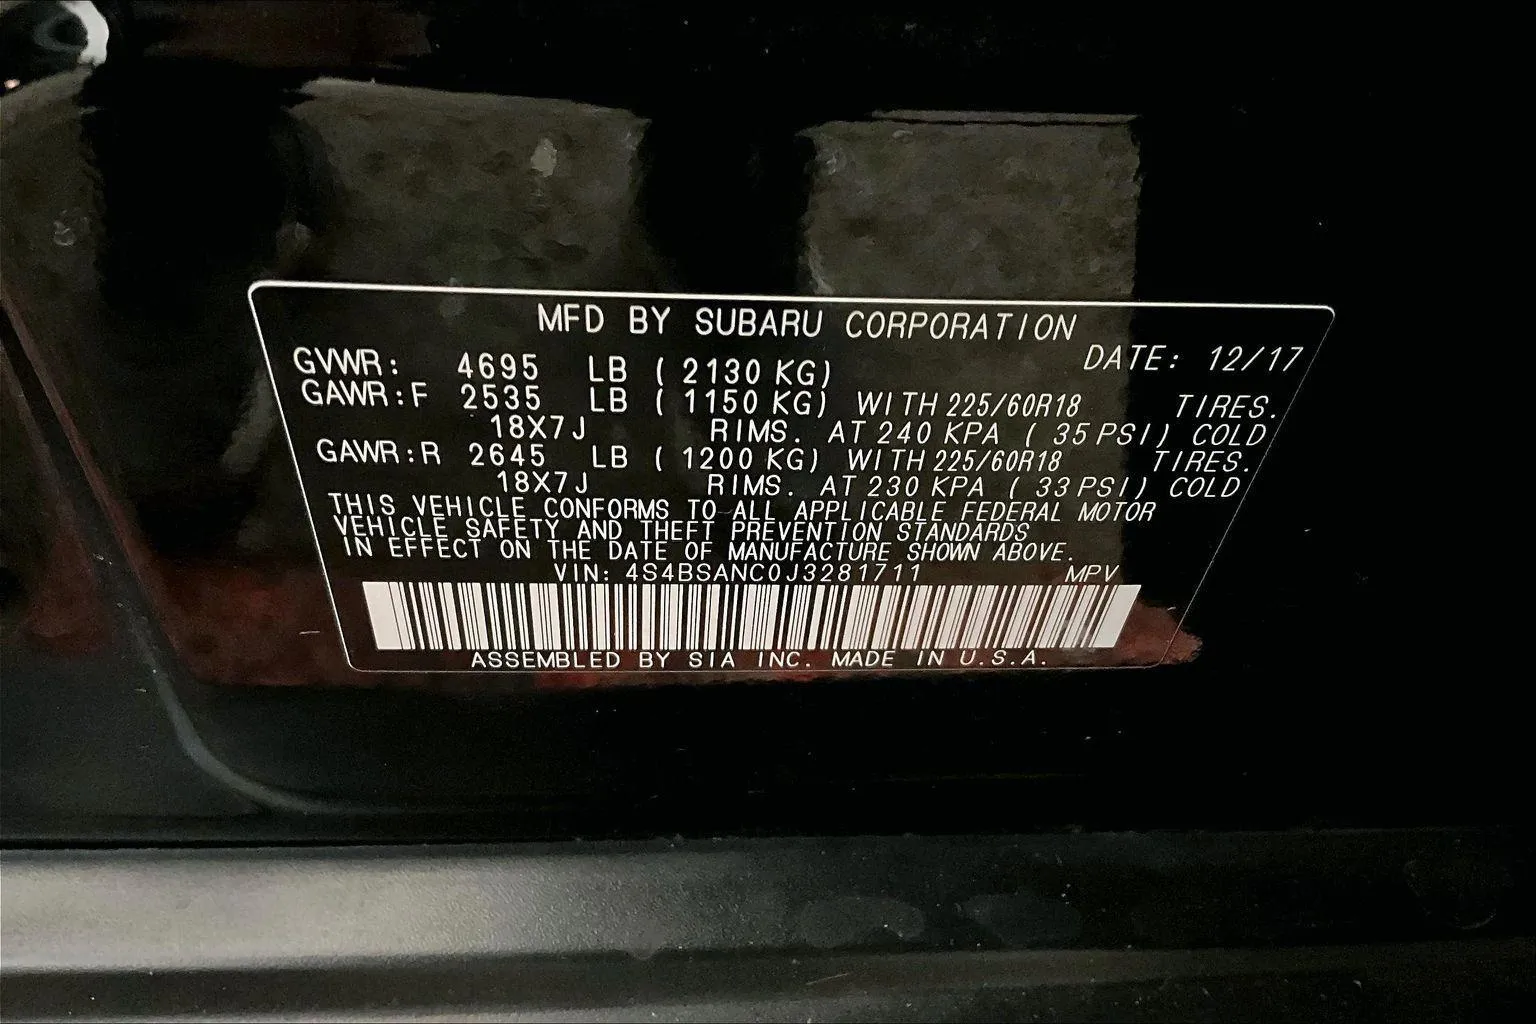 MFD BY SUBARU CORPORATION
DATE: 12/17
GVWR: 4695 LB ( 2130 KG)
GAWR:F 2535 LB ( 1150 KG) WITH 225/60R18 TIRES.
18X7J RIMS. AT 240 KPA ( 35 PSI) COLD
GAWR:R 2645 LB ( 1200 KG) WITH 225/60R18 TIRES.
18X7J RIMS. AT 230 KPA ( 33 PSI) COLD
THIS VEHICLE CONFORMS TO ALL APPLICABLE FEDERAL MOTOR
VEHICLE SAFETY AND THEFT PREVENTION STANDARDS
IN EFFECT ON THE DATE OF MANUFACTURE SHOWN ABOVE.
VIN: 4S4BSANC0J3281711 MPV
ASSEMBLED BY SIA INC. MADE IN U.S.A.